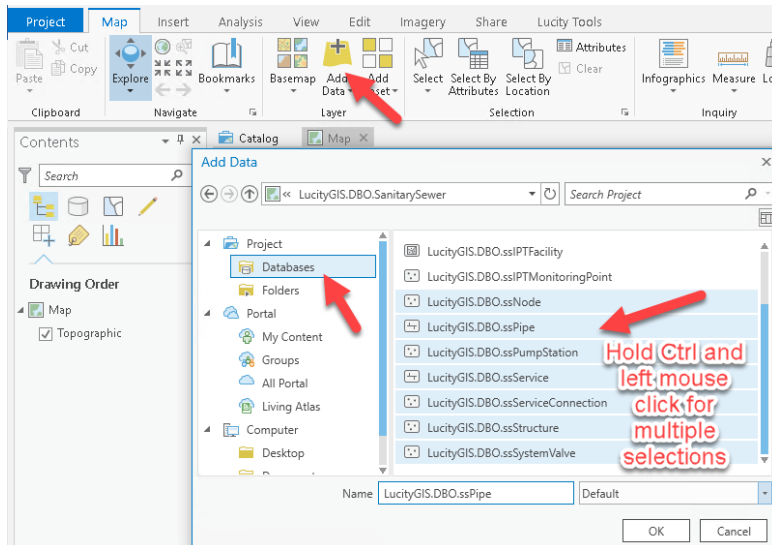 Project Map Insert Analysis View Edit Imagery Share Lucity Tools
Cut
Copy
Paste
Explore
Bookmarks
Basemap
Add
Data
Add
Select
Select By
Attributes
Select By
Location
Attributes
Clear
Infographics
Measure
Clipboard
Navigate
Layer
Selection
Inquiry
Contents
Catalog
Map
Search
Drawing Order
Map
Topographic
Add Data
« LucityGIS.DBO.SanitarySewer
Search Project
Project
Databases
Folders
Portal
My Content
Groups
All Portal
Living Atlas
Computer
Desktop
LucityGIS.DBO.ssIPTFacility
LucityGIS.DBO.ssIPTMonitoringPoint
LucityGIS.DBO.ssNode
LucityGIS.DBO.ssPipe
LucityGIS.DBO.ssPumpStation
LucityGIS.DBO.ssService
LucityGIS.DBO.ssServiceConnection
LucityGIS.DBO.ssStructure
LucityGIS.DBO.ssSystemValve
Hold Ctrl and
left mouse
click for
multiple
selections
Name LucityGIS.DBO.ssPipe Default
OK Cancel